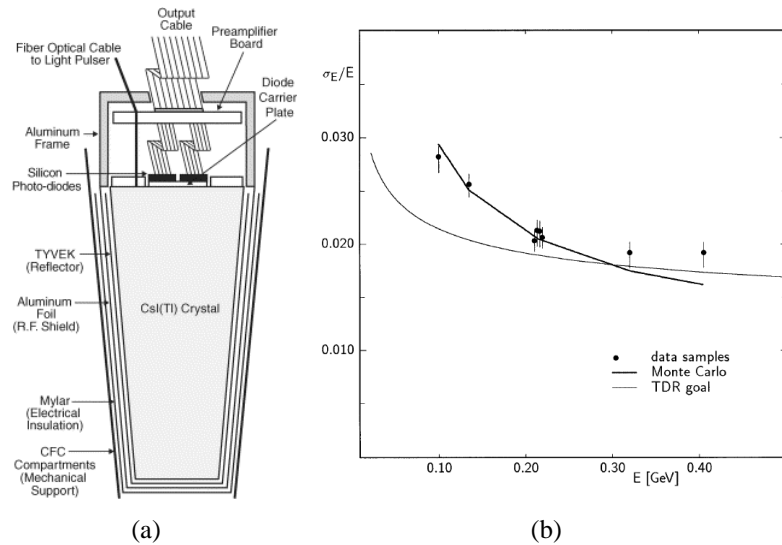 Output
Cable
Preamplifier
Board
Fiber Optical Cable
to Light Pulser
Diode
Carrier
Plate
Aluminum
Frame
Silicon
Photo-diodes
TYVEK
(Reflector)
CsI(Tl) Crystal
Aluminum
Foil
(R.F. Shield)
Mylar
(Electrical
Insulation)
CFC
Compartments
(Mechanical
Support)
(a)
σE/E
0.030
0.020
0.010
data samples
Monte Carlo
TDR goal
0.10
0.20
0.30
0.40
E [GeV]
(b)